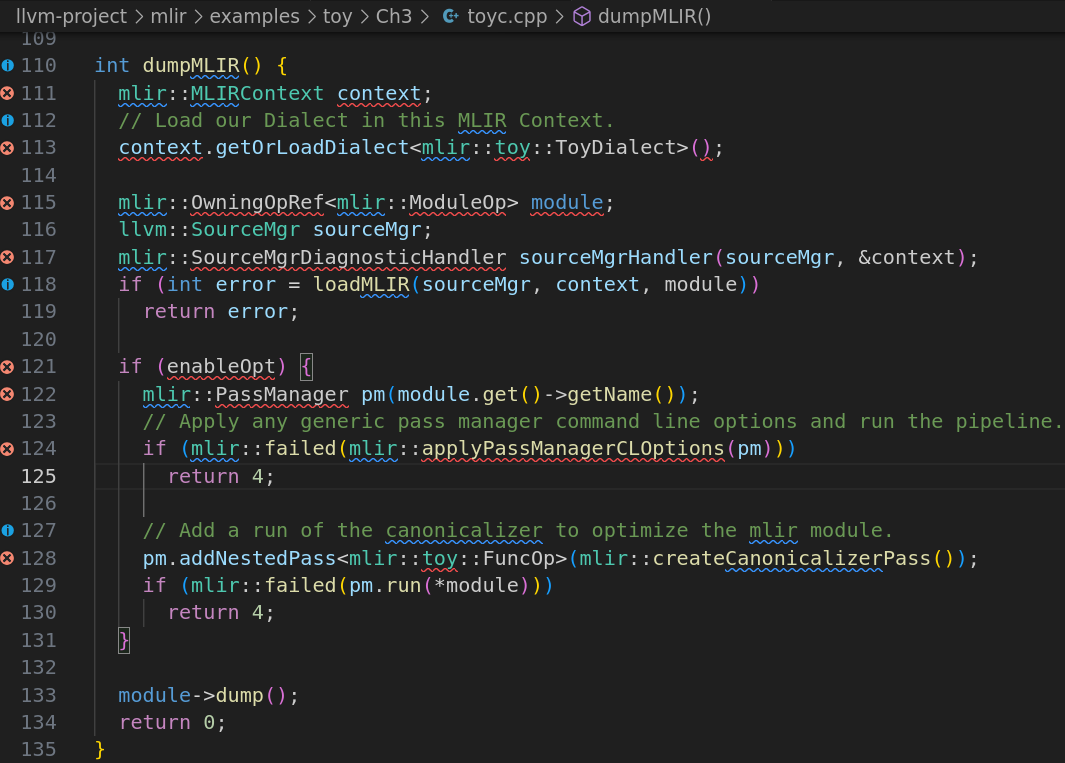 llvm-project > mlir > examples > toy > Ch3 > toyc.cpp > dumpMLIR()
109
110 int dumpMLIR() {
111 mlir::MLIRContext context;
112 // Load our Dialect in this MLIR Context.
113 context.getOrLoadDialect<mlir::toy::ToyDialect>();
114
115 mlir::OwningOpRef<mlir::ModuleOp> module;
116 llvm::SourceMgr sourceMgr;
117 mlir::SourceMgrDiagnosticHandler sourceMgrHandler(sourceMgr, &context);
118 if (int error = loadMLIR(sourceMgr, context, module))
119 return error;
120
121 if (enableOpt) {
122 mlir::PassManager pm(module.get()->getName());
123 // Apply any generic pass manager command line options and run the pipeline.
124 if (mlir::failed(mlir::applyPassManagerCLOptions(pm)))
125 return 4;
126
127 // Add a run of the canonicalizer to optimize the mlir module.
128 pm.addNestedPass<mlir::toy::FuncOp>(mlir::createCanonicalizerPass());
129 if (mlir::failed(pm.run(*module)))
130 return 4;
131 }
132
133 module->dump();
134 return 0;
135 }